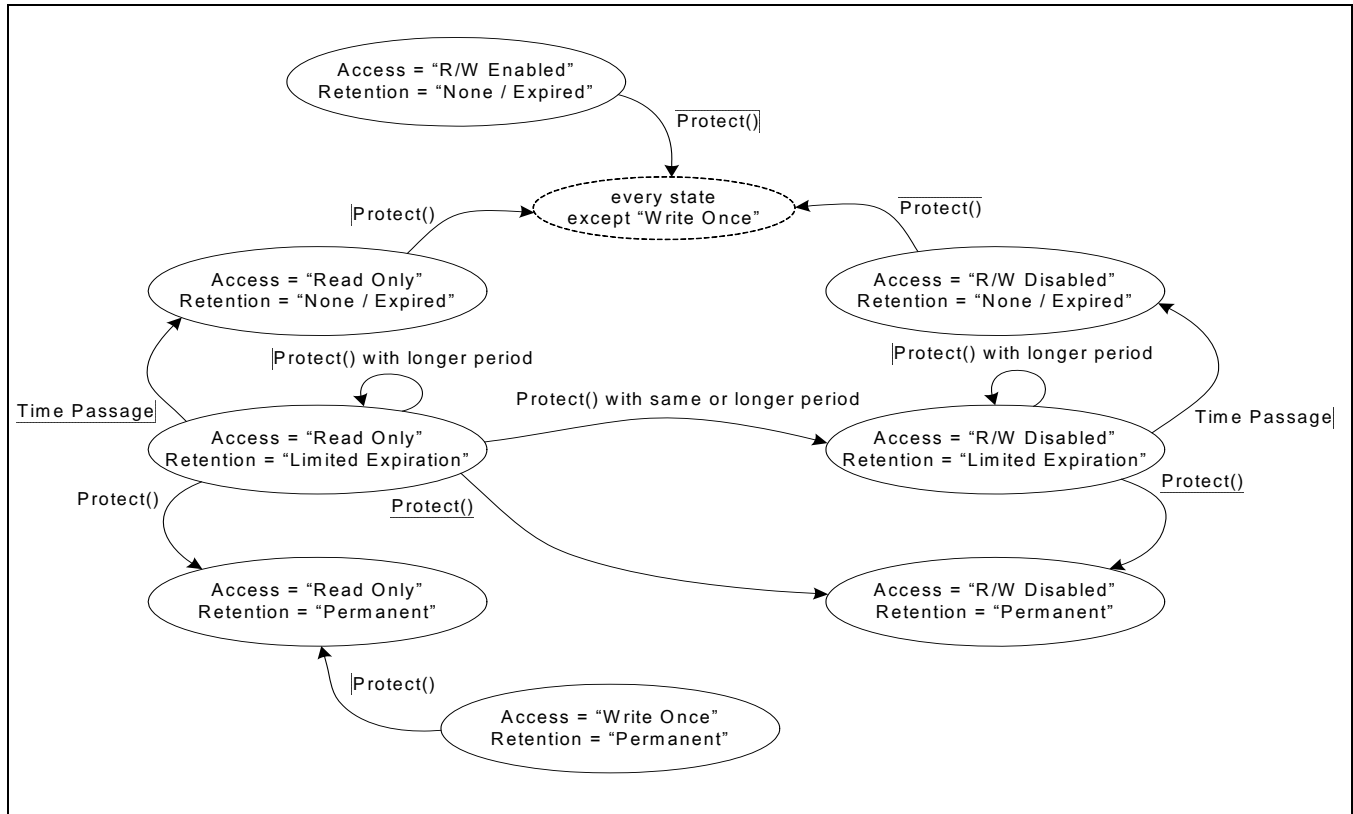 Access = “R/W Enabled”
Retention = “None / Expired”
Protect()
every state
except “Write Once”
Protect()
Protect()
Access = “Read Only”
Retention = “None / Expired”
Access = “R/W Disabled”
Retention = “None / Expired”
Protect() with longer period
Protect() with longer period
Time Passage
Protect() with same or longer period
Time Passage
Access = “Read Only”
Retention = “Limited Expiration”
Access = “R/W Disabled”
Retention = “Limited Expiration”
Protect()
Protect()
Protect()
Access = “Read Only”
Retention = “Permanent”
Access = “R/W Disabled”
Retention = “Permanent”
Protect()
Access = “Write Once”
Retention = “Permanent”